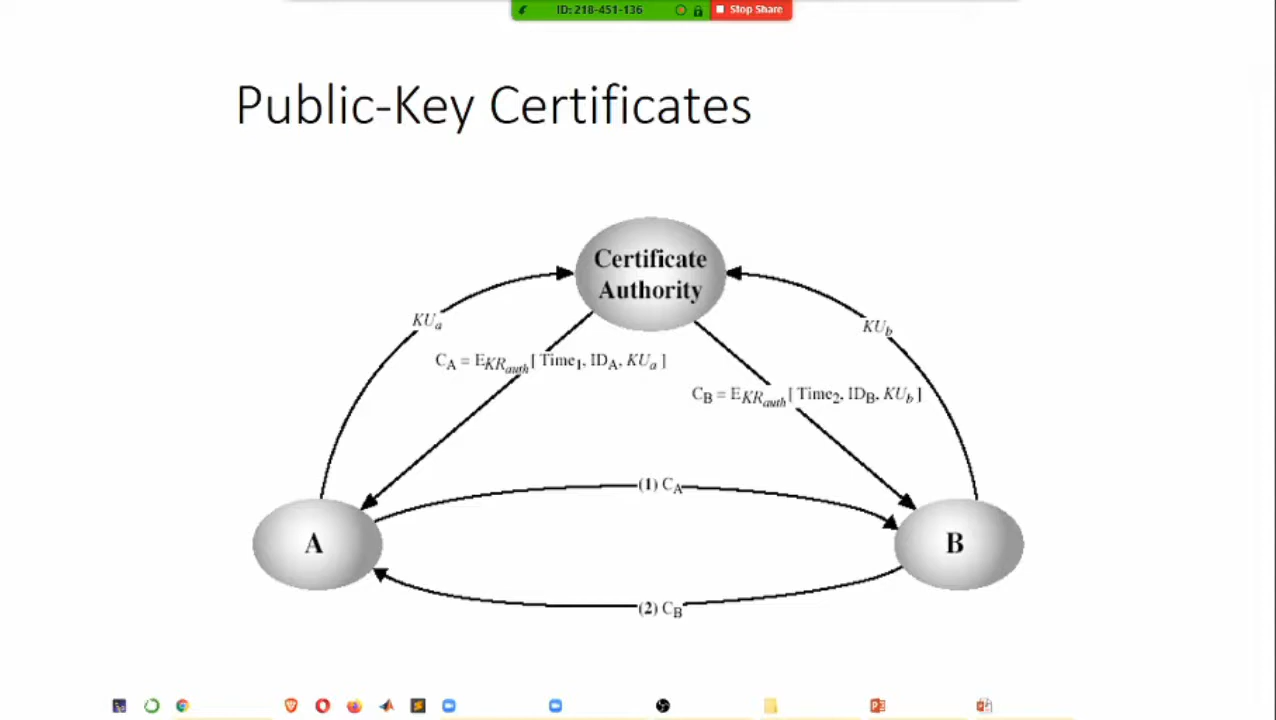 ID: 218-451-136 Stop Share
Public-Key Certificates
Certificate
Authority
KUa
KUb
CA = EKRauth[ Time1, IDA, KUa ]
CB = EKRauth[ Time2, IDB, KUb ]
(1) CA
A
B
(2) CB